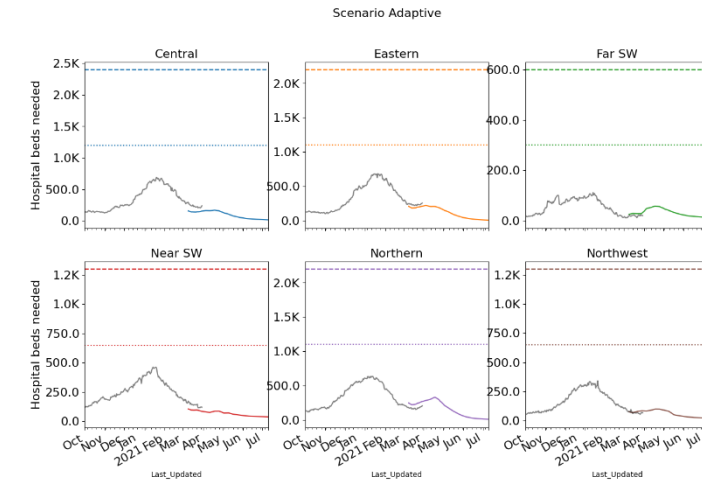 Scenario Adaptive
Central
Eastern
Far SW
Hospital beds needed
2.5K
2.0K
1.5K
1.0K
500.0
0.0
2.0K
1.5K
1.0K
500.0
0.0
600.0
400.0
200.0
0.0
Near SW
Northern
Northwest
Hospital beds needed
1.2K
1.0K
750.0
500.0
250.0
0.0
2.0K
1.5K
1.0K
500.0
0.0
1.2K
1.0K
750.0
500.0
250.0
0.0
Oct Nov Dec Jan 2021 Feb Mar Apr May Jun Jul
Oct Nov Dec Jan 2021 Feb Mar Apr May Jun Jul
Oct Nov Dec Jan 2021 Feb Mar Apr May Jun Jul
Last_Updated
Last_Updated
Last_Updated